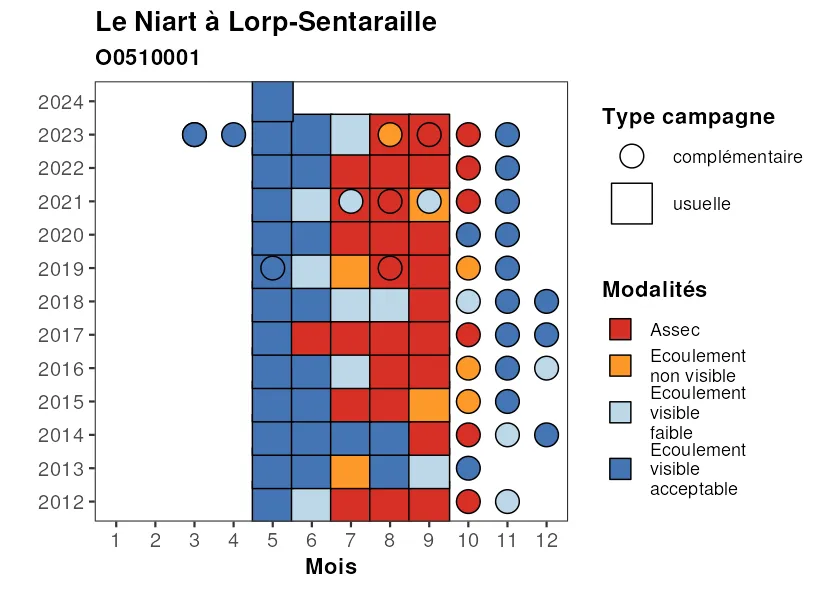 Le Niart à Lorp-Sentaraille
O0510001
2024
2023
2022
2021
2020
2019
2018
2017
2016
2015
2014
2013
2012
1 2 3 4 5 6 7 8 9 10 11 12
Mois
Type campagne
complémentaire
usuelle
Modalités
Assec
Ecoulement
non visible
Ecoulement
visible
faible
Ecoulement
visible
acceptable